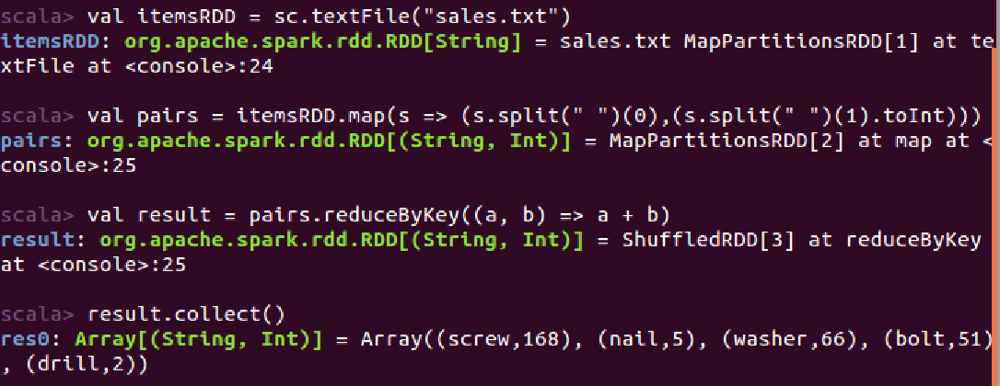 scala> val itemsRDD = sc.textFile("sales.txt")
itemsRDD: org.apache.spark.rdd.RDD[String] = sales.txt MapPartitionsRDD[1] at te
xtFile at <console>:24
scala> val pairs = itemsRDD.map(s => (s.split(" ")(0),(s.split(" ")(1).toInt)))
pairs: org.apache.spark.rdd.RDD[(String, Int)] = MapPartitionsRDD[2] at map at <
console>:25
scala> val result = pairs.reduceByKey((a, b) => a + b)
result: org.apache.spark.rdd.RDD[(String, Int)] = ShuffledRDD[3] at reduceByKey
at <console>:25
scala> result.collect()
res0: Array[(String, Int)] = Array((screw,168), (nail,5), (washer,66), (bolt,51)
, (drill,2))